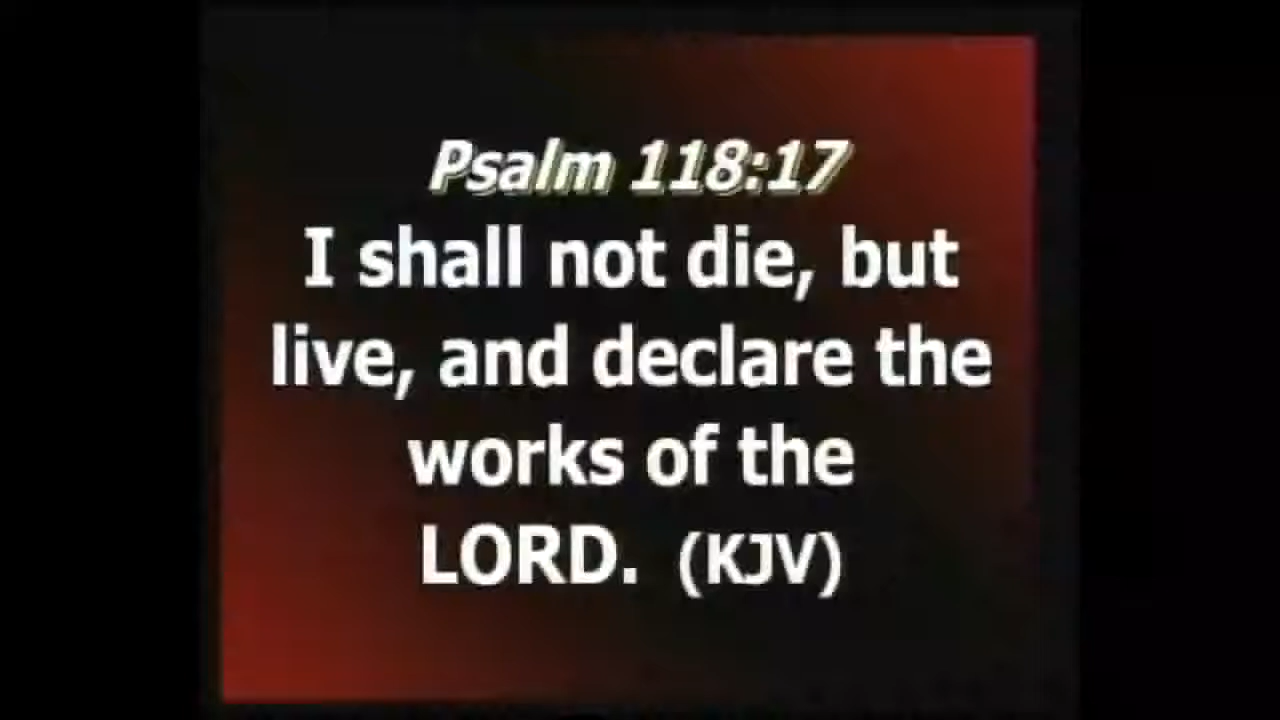 Psalm 118:17
I shall not die, but
live, and declare the
works of the
LORD. (KJV)